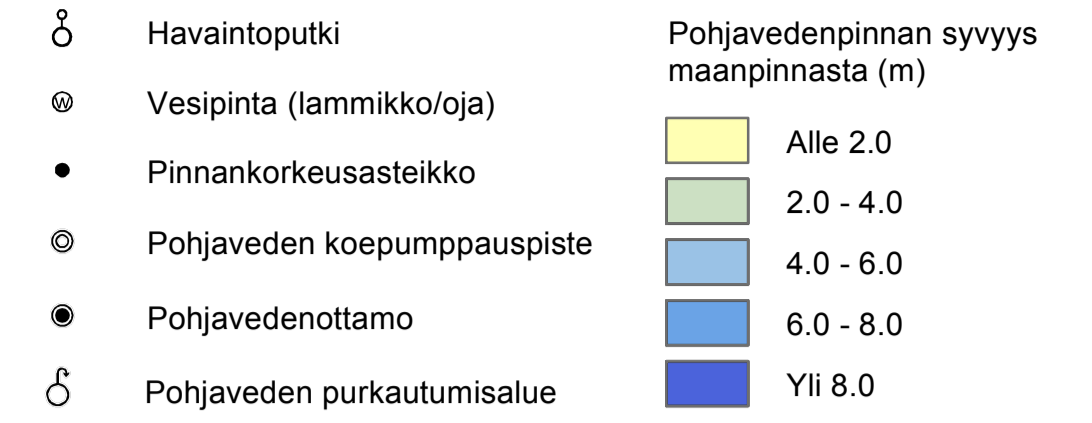 Havaintoputki
W Vesipinta (lammikko/oja)
Pinnankorkeusasteikko
Pohjaveden koepumppauspiste
Pohjavedenottamo
Pohjaveden purkautumisalue
Pohjavedenpinnan syvyys
maanpinnasta (m)
Alle 2.0
2.0 - 4.0
4.0 - 6.0
6.0 - 8.0
Yli 8.0